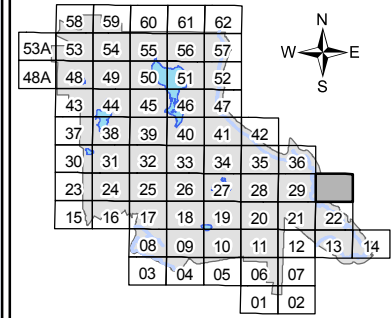 58 59 60 61 62
N
53A 53 54 55 56 57
W E
48A 48 49 50 51 52
S
43 44 45 46 47
37 38 39 40 41 42
30 31 32 33 34 35 36
23 24 25 26 27 28 29
15 16 17 18 19 20 21 22
08 09 10 11 12 13 14
03 04 05 06 07
01 02